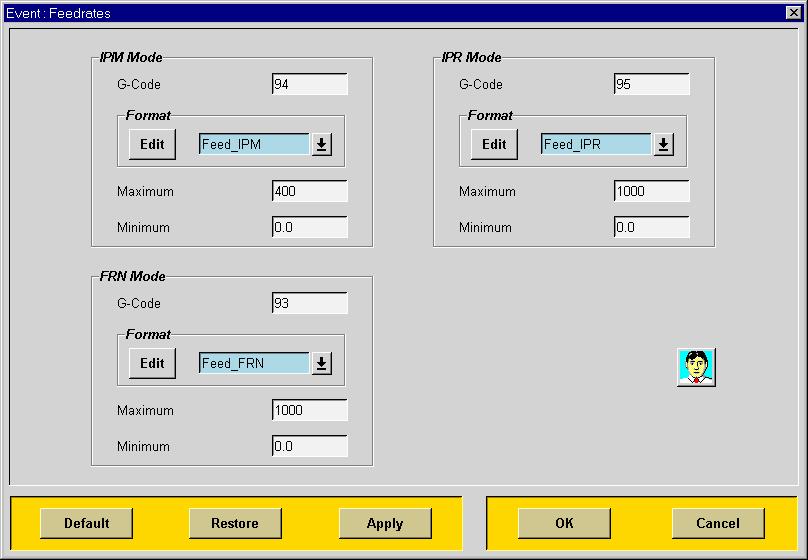 Event : Feedrates
IPM Mode
G-Code 94
Format
Edit Feed_IPM
Maximum 400
Minimum 0.0
IPR Mode
G-Code 95
Format
Edit Feed_IPR
Maximum 1000
Minimum 0.0
FRN Mode
G-Code 93
Format
Edit Feed_FRN
Maximum 1000
Minimum 0.0
Default Restore Apply OK Cancel